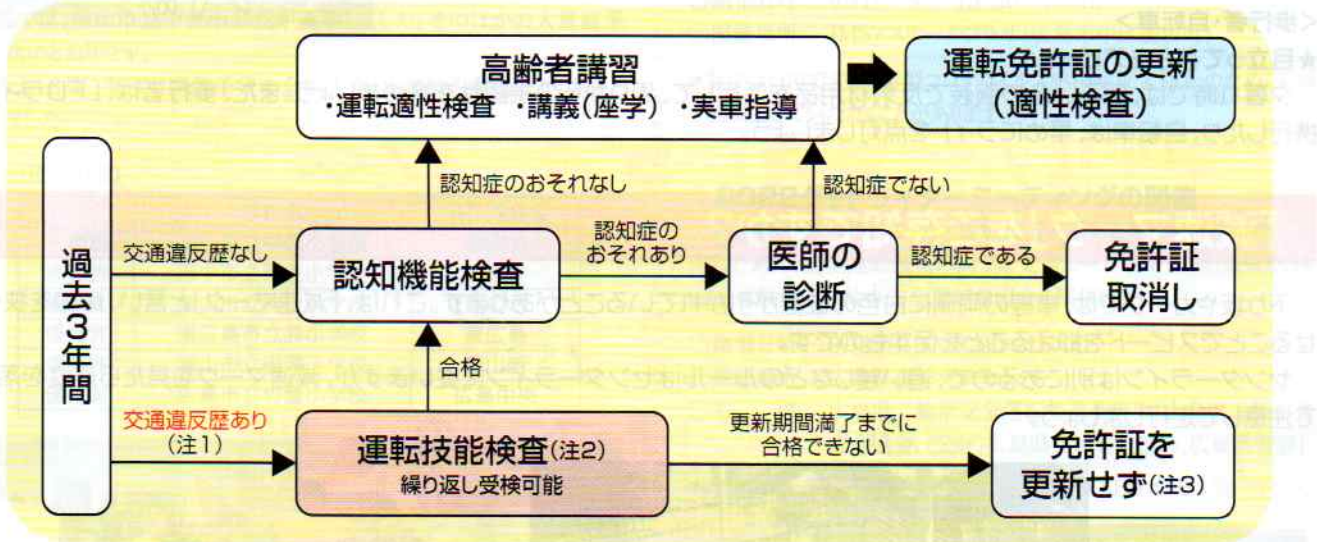 高齢者講習
・運転適性検査 ・講義(座学) ・実車指導
運転免許証の更新
(適性検査)
認知症のおそれなし
認知症でない
過去3年間
交通違反歴なし
認知機能検査
認知症の
おそれあり
医師の
診断
認知症である
免許証
取消し
合格
交通違反歴あり
(注1)
運転技能検査(注2)
繰り返し受検可能
更新期間満了までに
合格できない
免許証を
更新せず(注3)